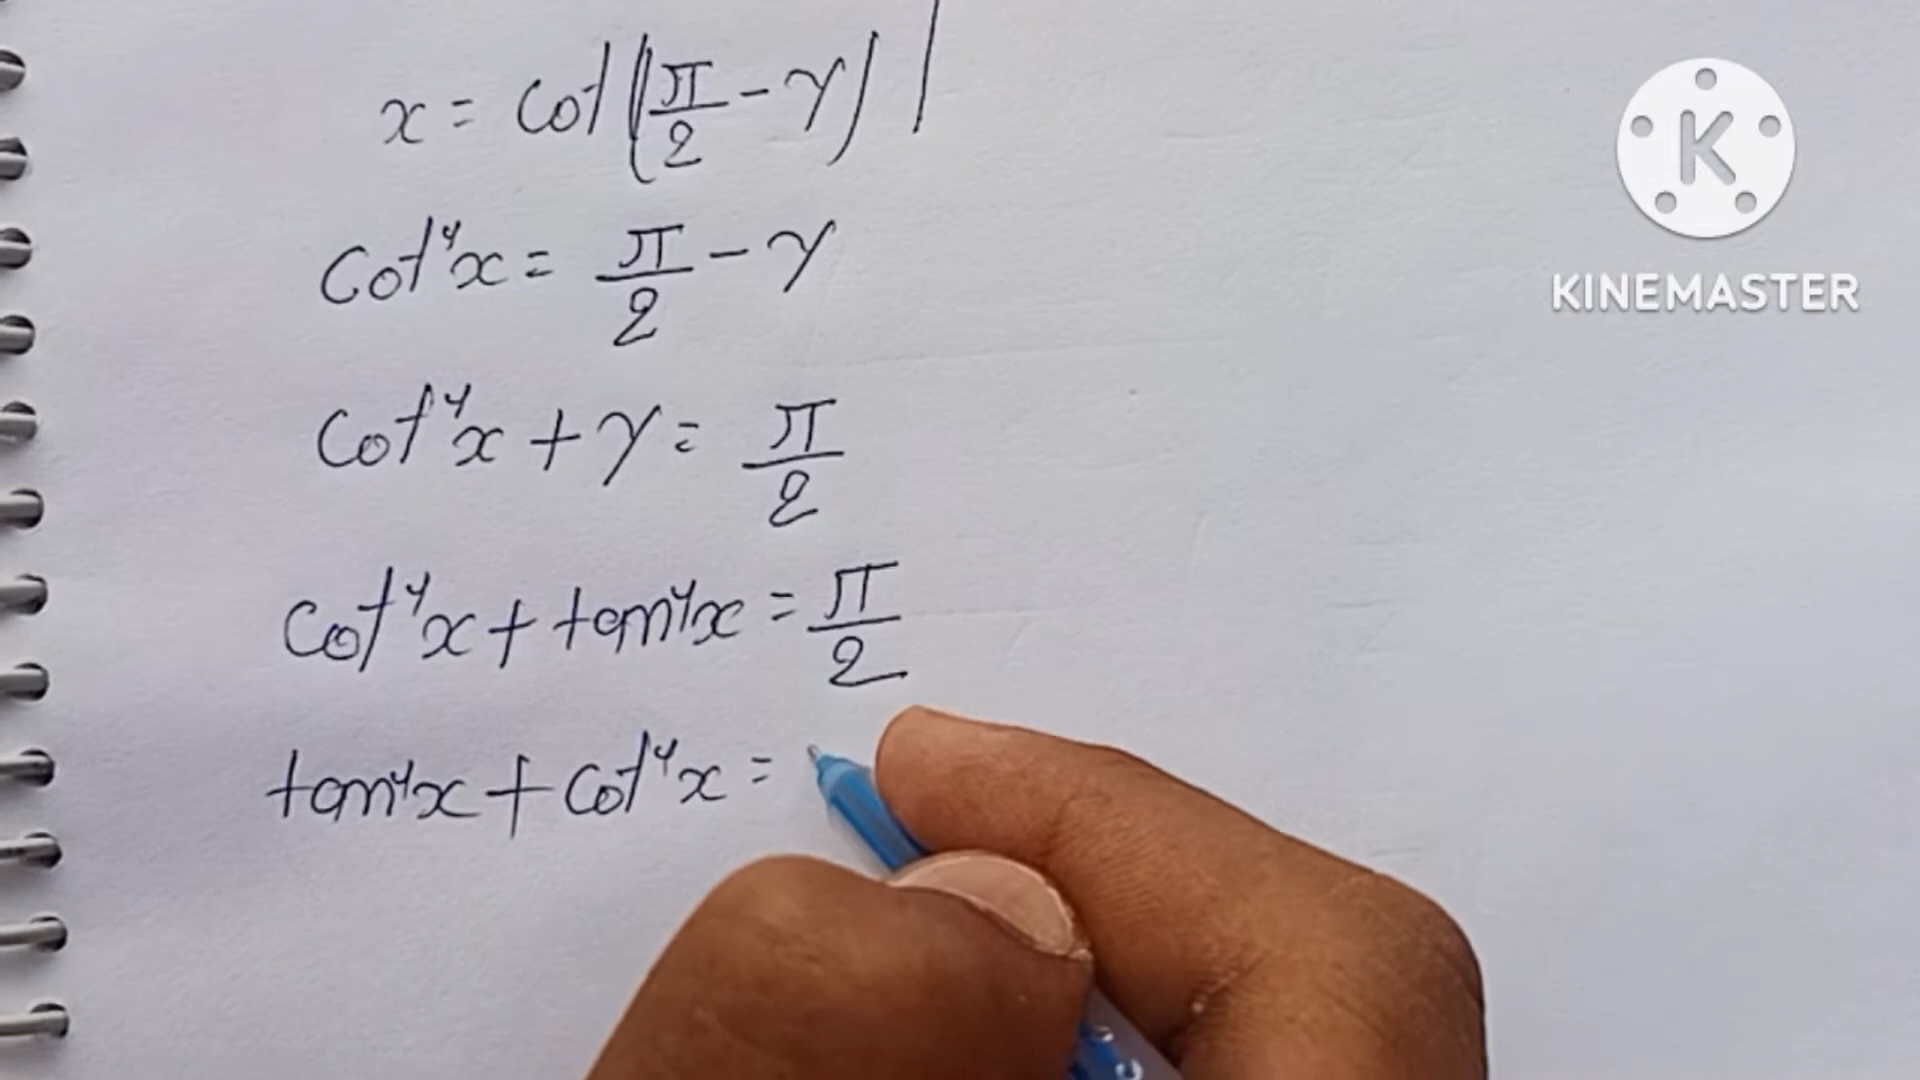 x = cot(π/2 - y)
cot⁻¹x = π/2 - y
cot⁻¹x + y = π/2
cot⁻¹x + tan⁻¹x = π/2
tan⁻¹x + cot⁻¹x =
K
KINEMASTER